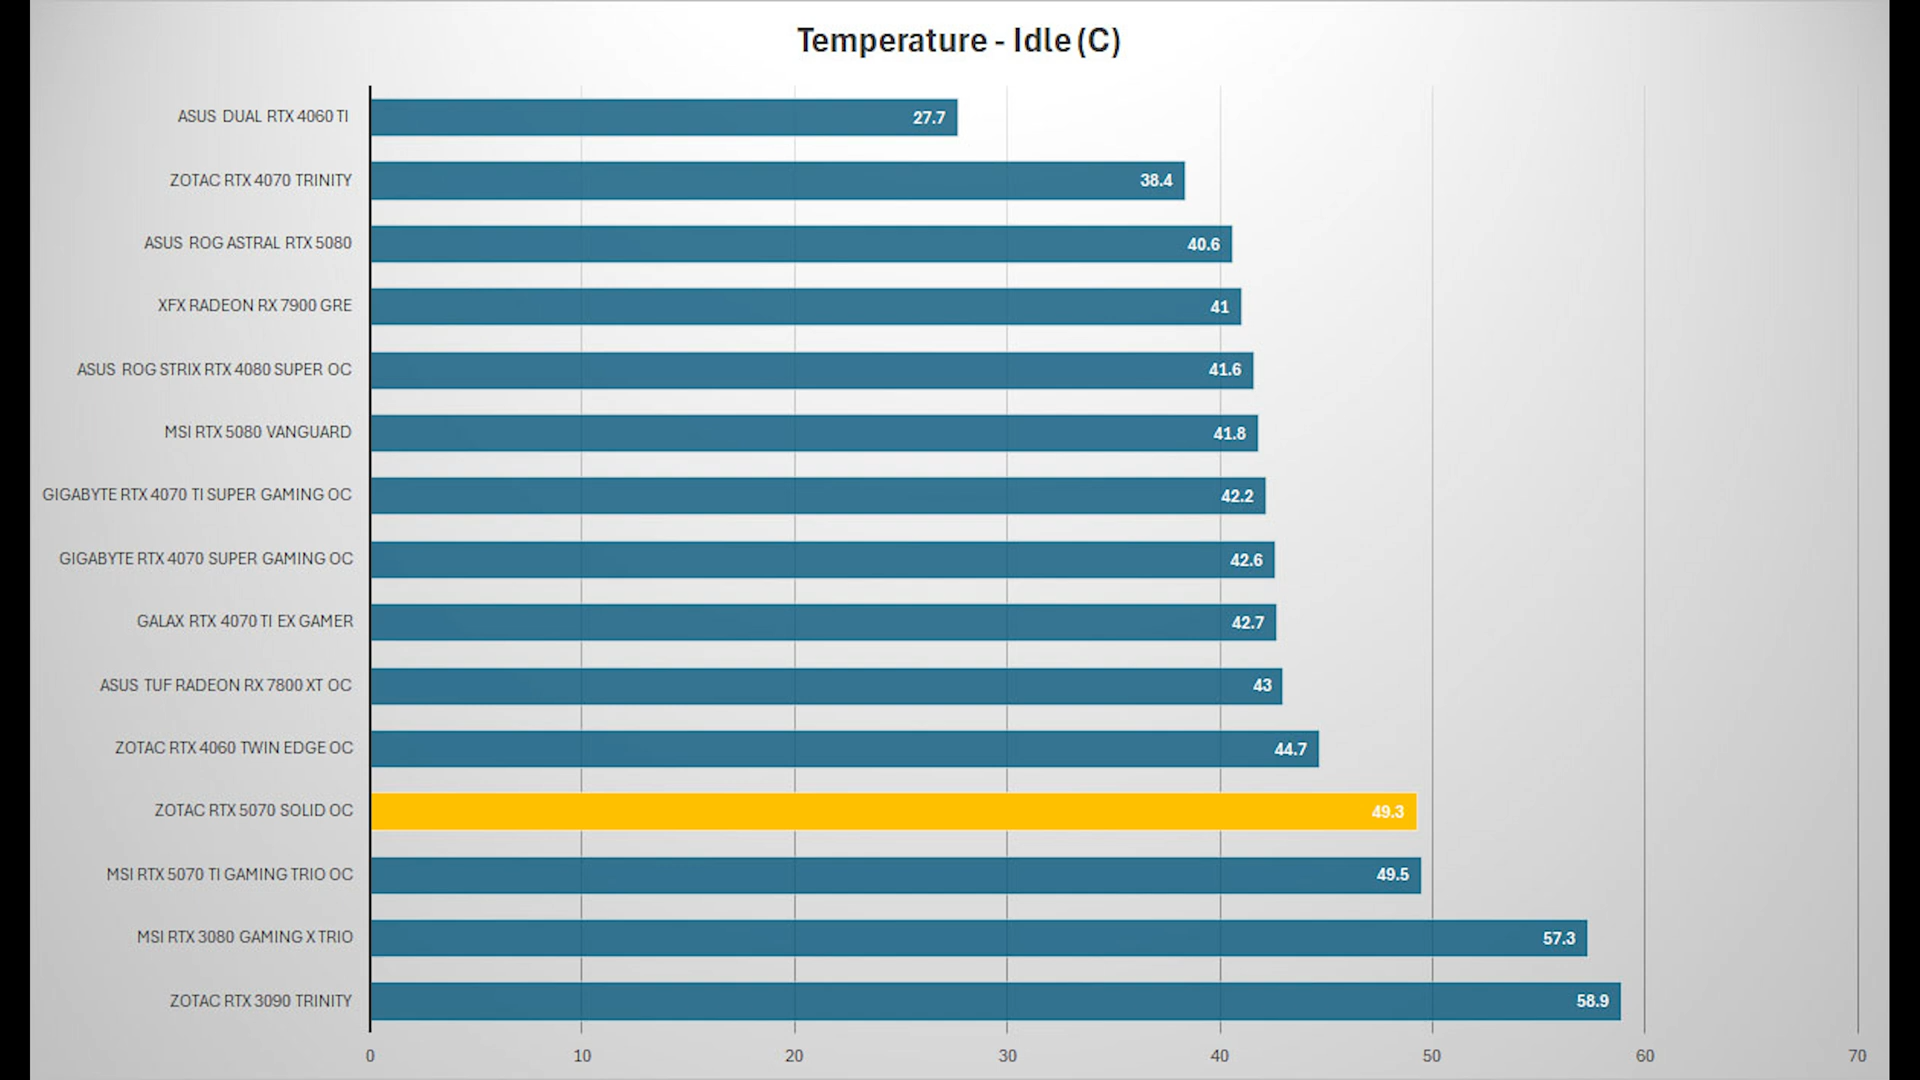 Temperature - Idle (C)
ASUS DUAL RTX 4060 TI 27.7
ZOTAC RTX 4070 TRINITY 38.4
ASUS ROG ASTRAL RTX 5080 40.6
XFX RADEON RX 7900 GRE 41
ASUS ROG STRIX RTX 4080 SUPER OC 41.6
MSI RTX 5080 VANGUARD 41.8
GIGABYTE RTX 4070 TI SUPER GAMING OC 42.2
GIGABYTE RTX 4070 SUPER GAMING OC 42.6
GALAX RTX 4070 TI EX GAMER 42.7
ASUS TUF RADEON RX 7800 XT OC 43
ZOTAC RTX 4060 TWIN EDGE OC 44.7
ZOTAC RTX 5070 SOLID OC 49.3
MSI RTX 5070 TI GAMING TRIO OC 49.5
MSI RTX 3080 GAMING X TRIO 57.3
ZOTAC RTX 3090 TRINITY 58.9
0 10 20 30 40 50 60 70